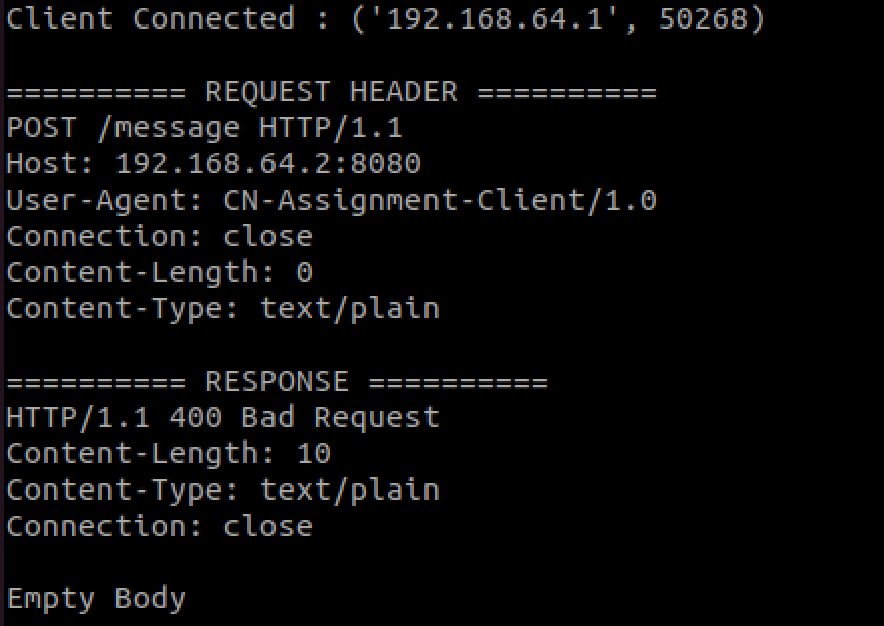 Client Connected : ('192.168.64.1', 50268)
========== REQUEST HEADER ==========
POST /message HTTP/1.1
Host: 192.168.64.2:8080
User-Agent: CN-Assignment-Client/1.0
Connection: close
Content-Length: 0
Content-Type: text/plain
========== RESPONSE ==========
HTTP/1.1 400 Bad Request
Content-Length: 10
Content-Type: text/plain
Connection: close
Empty Body